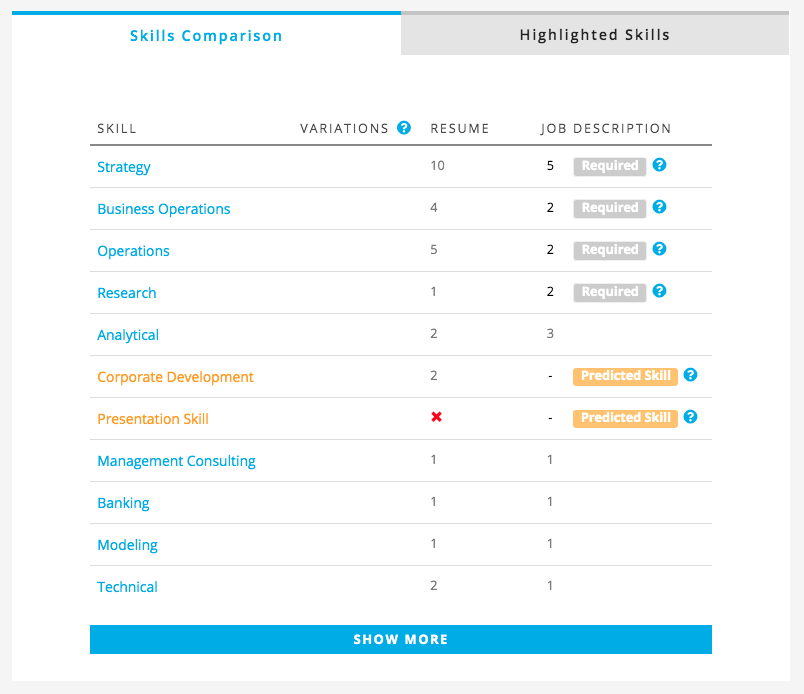 Skills Comparison Highlighted Skills
SKILL VARIATIONS ? RESUME JOB DESCRIPTION
Strategy 10 5 Required ?
Business Operations 4 2 Required ?
Operations 5 2 Required ?
Research 1 2 Required ?
Analytical 2 3
Corporate Development 2 - Predicted Skill ?
Presentation Skill ✖ - Predicted Skill ?
Management Consulting 1 1
Banking 1 1
Modeling 1 1
Technical 2 1
SHOW MORE